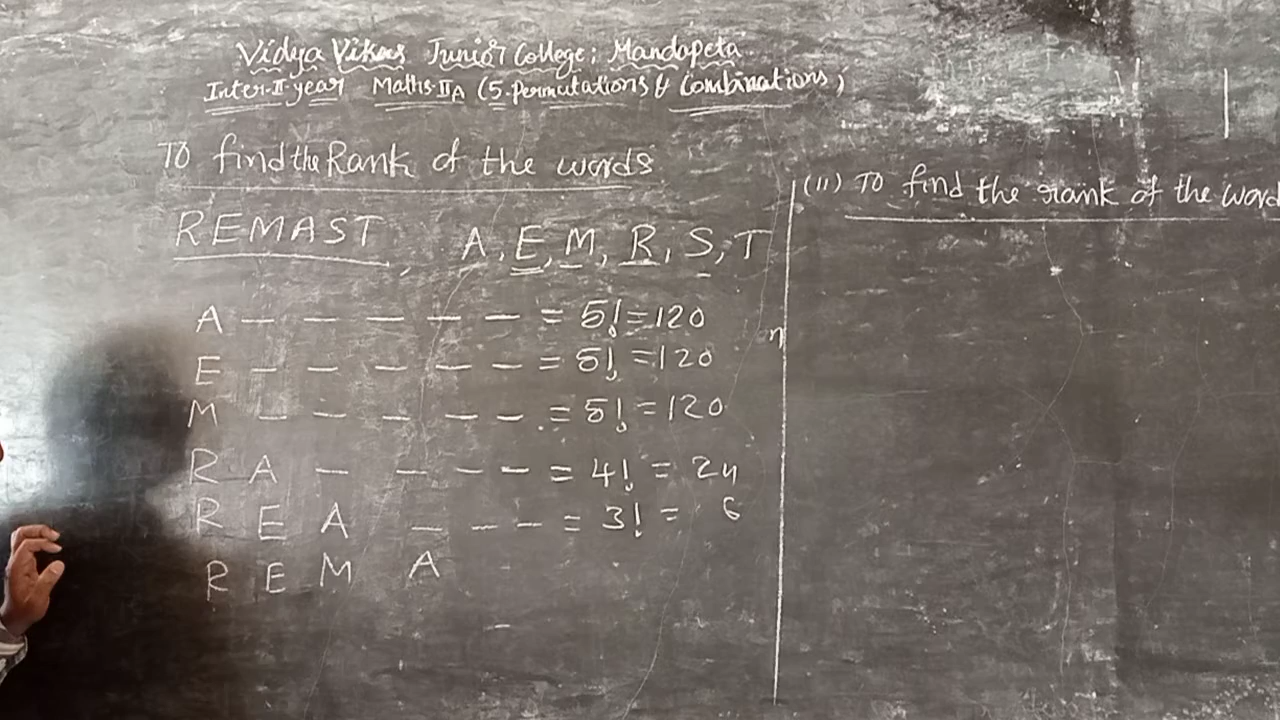 Vidya Vikas Junior College; Mandapeta.
Inter-II-year Maths-IIA (5.Permutations & Combinations)
TO find the Rank of the words
REMAST, A, E, M, R, S, T
A — — — — — = 5! = 120
E — — — — — = 5! = 120
M — — — — — = 5! = 120
R A — — — — = 4! = 24
R E A — — — = 3! = 6
R E M A
(11) TO find the rank of the word
n